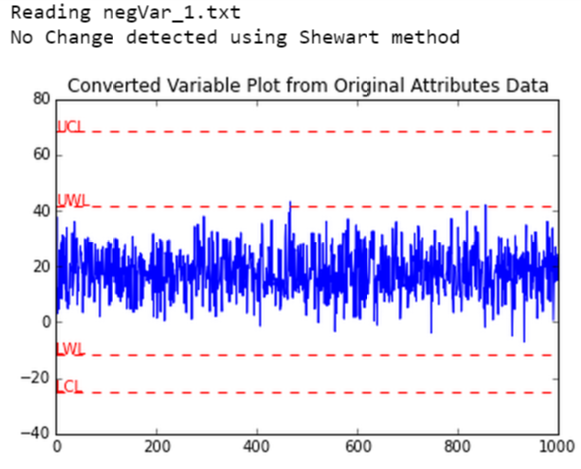 Reading negVar_1.txt
No Change detected using Shewart method
Converted Variable Plot from Original Attributes Data
80
UCL
60
UWL
40
20
0
LWL
−20
LCL
−40
0 200 400 600 800 1000